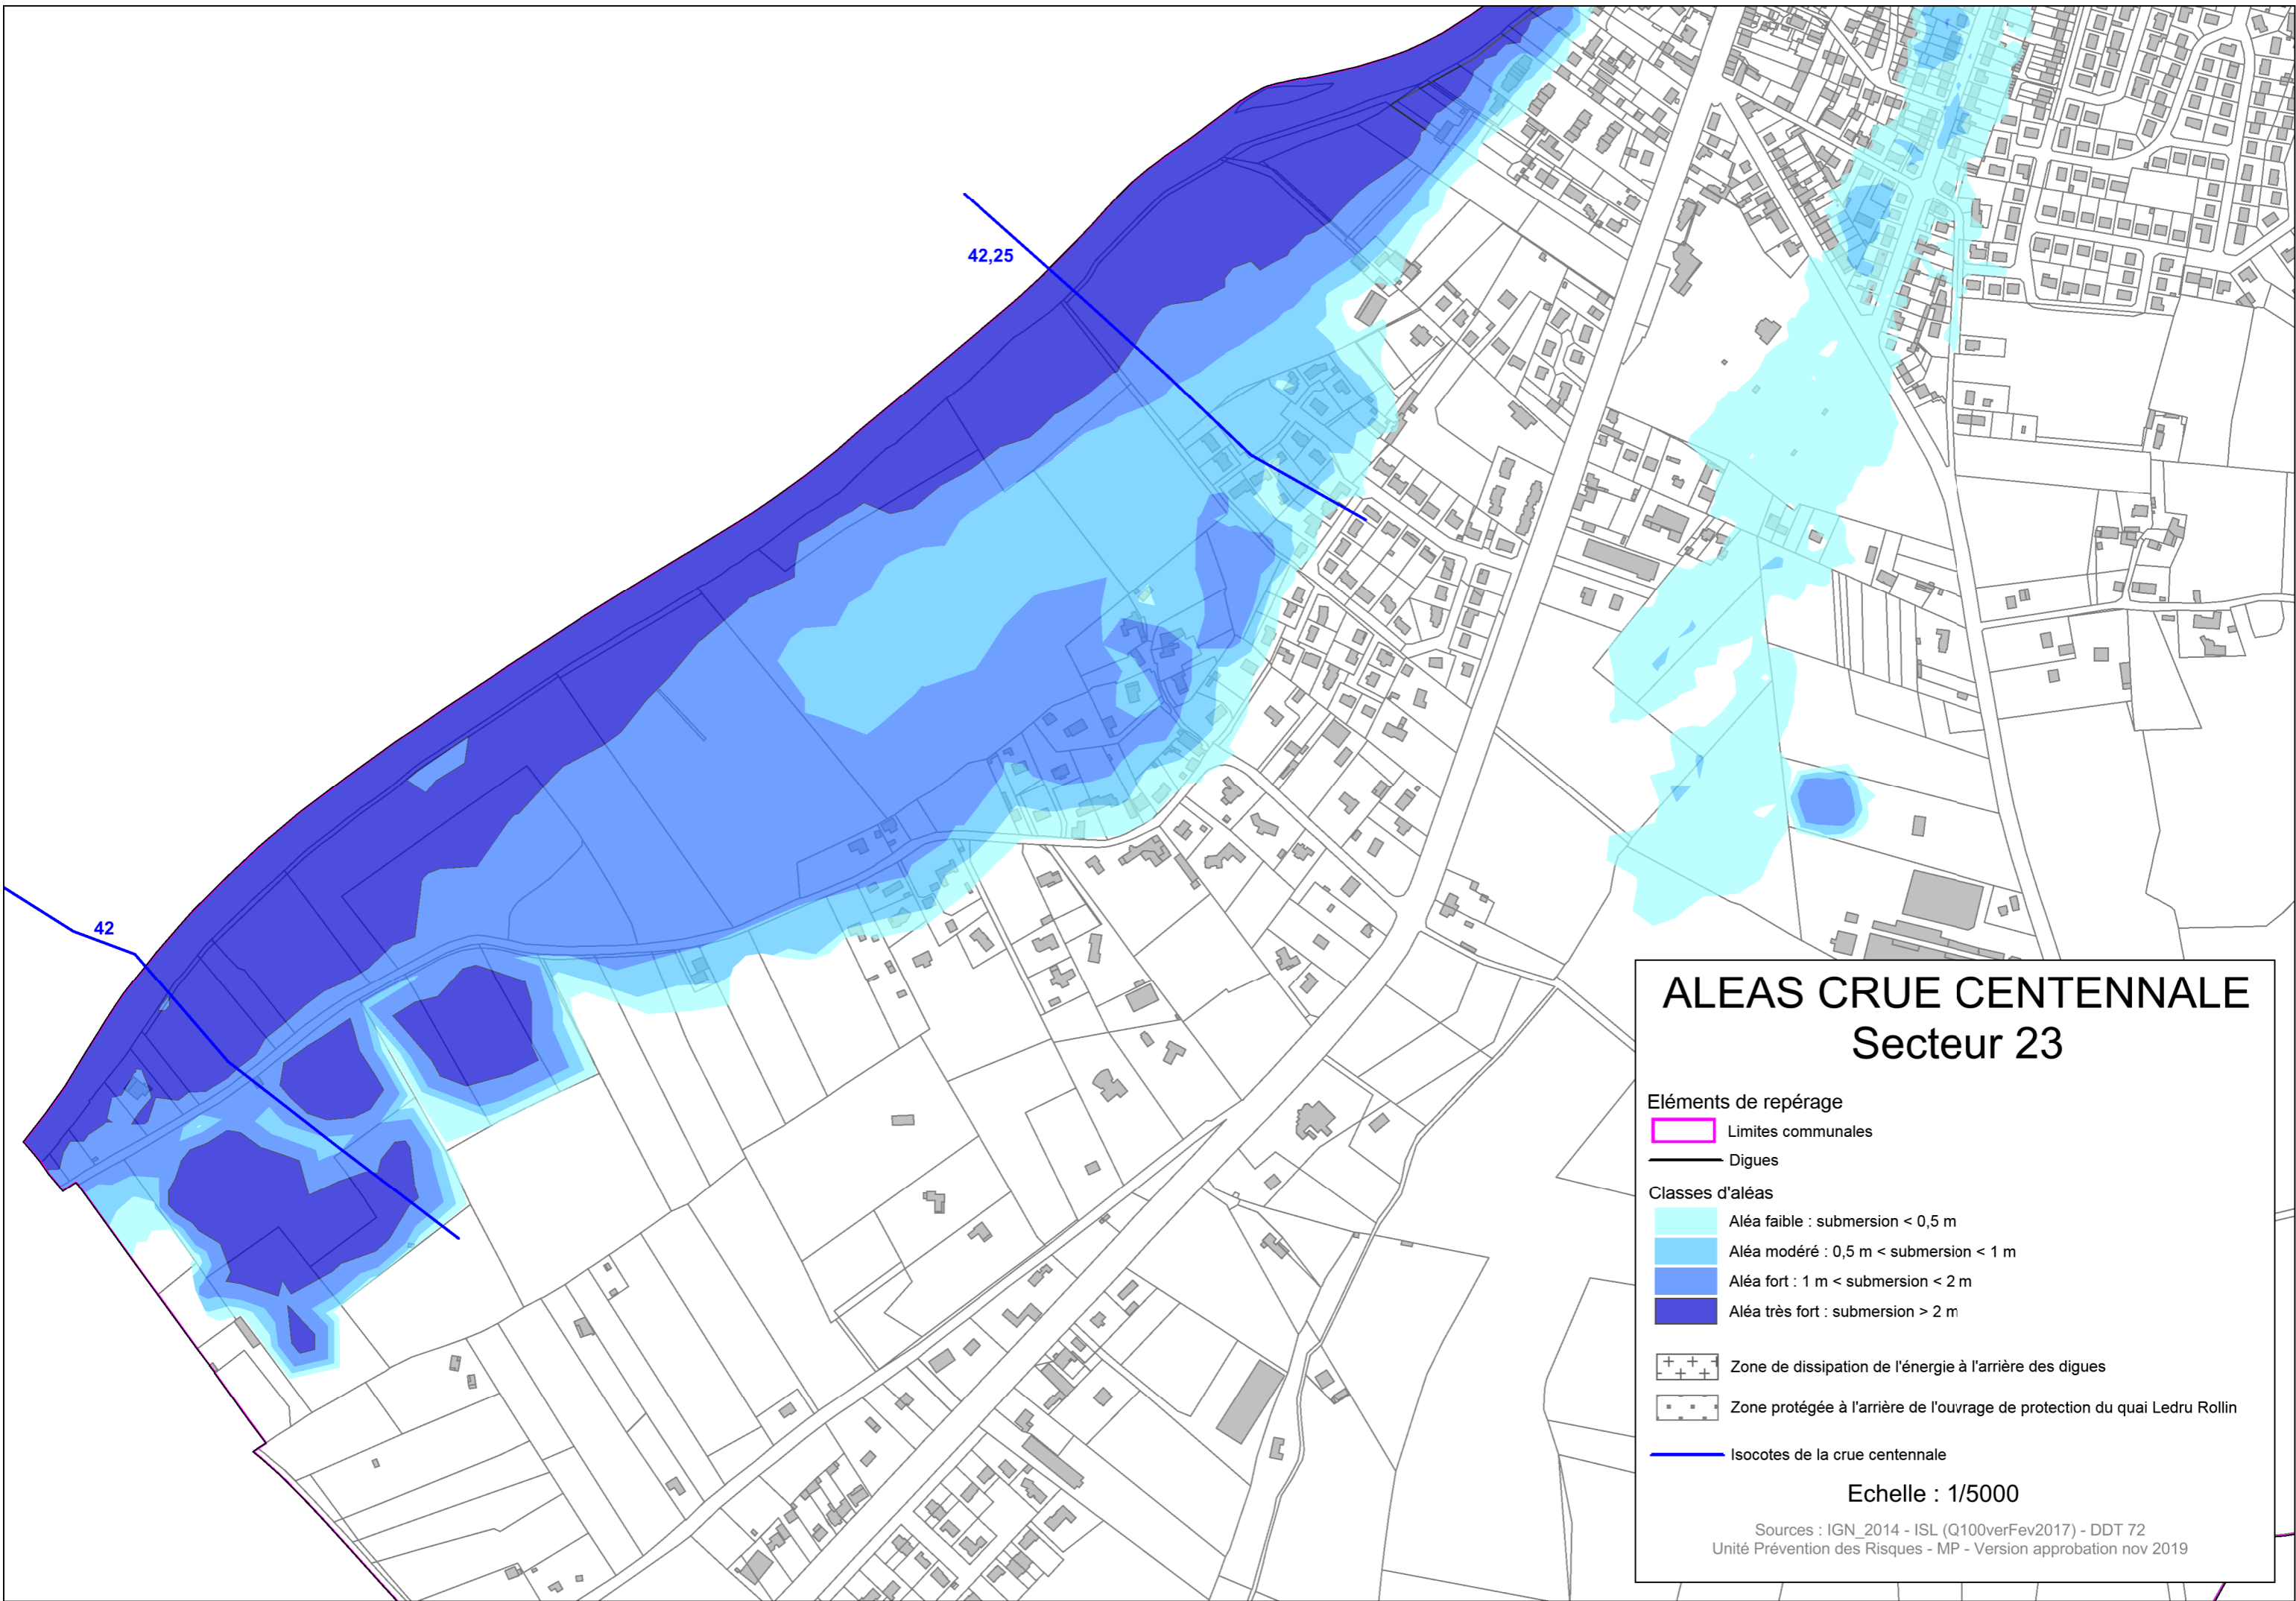 42,25
42
ALEAS CRUE CENTENNALE
Secteur 23
Eléments de repérage
Limites communales
Digues
Classes d'aléas
Aléa faible : submersion < 0,5 m
Aléa modéré : 0,5 m < submersion < 1 m
Aléa fort : 1 m < submersion < 2 m
Aléa très fort : submersion > 2 m
Zone de dissipation de l'énergie à l'arrière des digues
Zone protégée à l'arrière de l'ouvrage de protection du quai Ledru Rollin
Isocotes de la crue centennale
Echelle : 1/5000
Sources : IGN_2014 - ISL (Q100verFev2017) - DDT 72
Unité Prévention des Risques - MP - Version approbation nov 2019